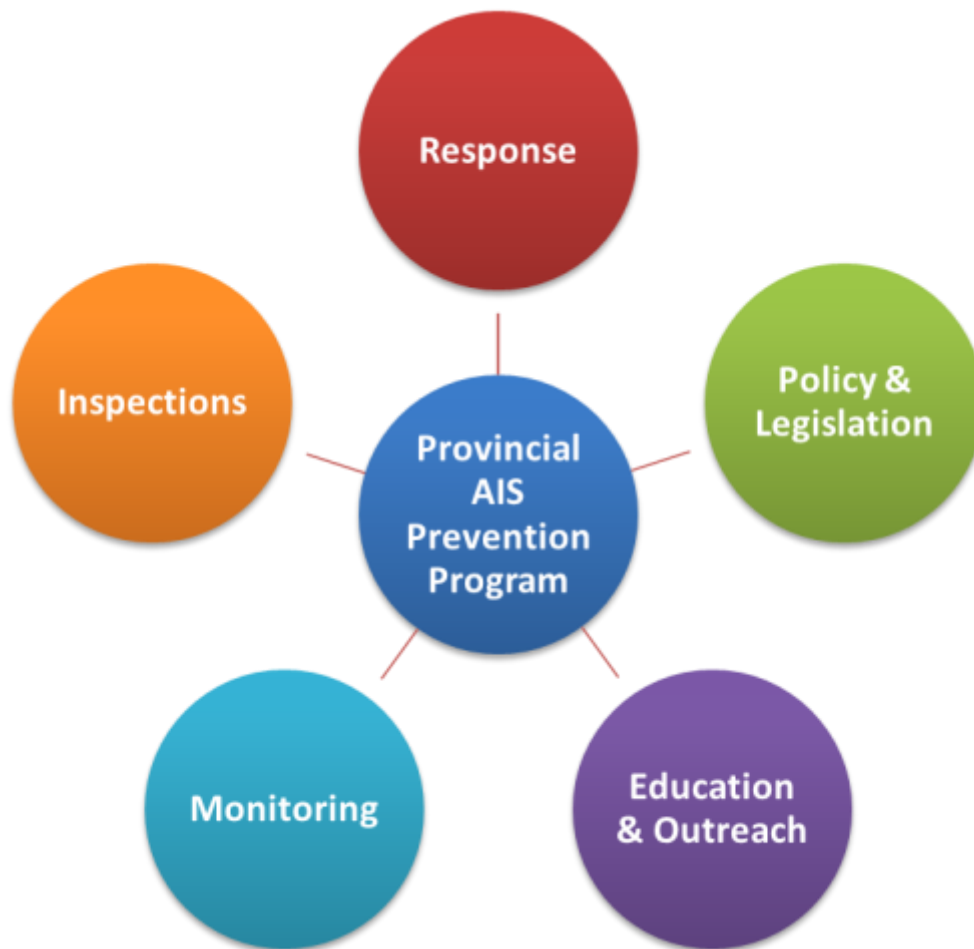 Response
Inspections
Policy &
Legislation
Provincial
AIS
Prevention
Program
Monitoring
Education
& Outreach